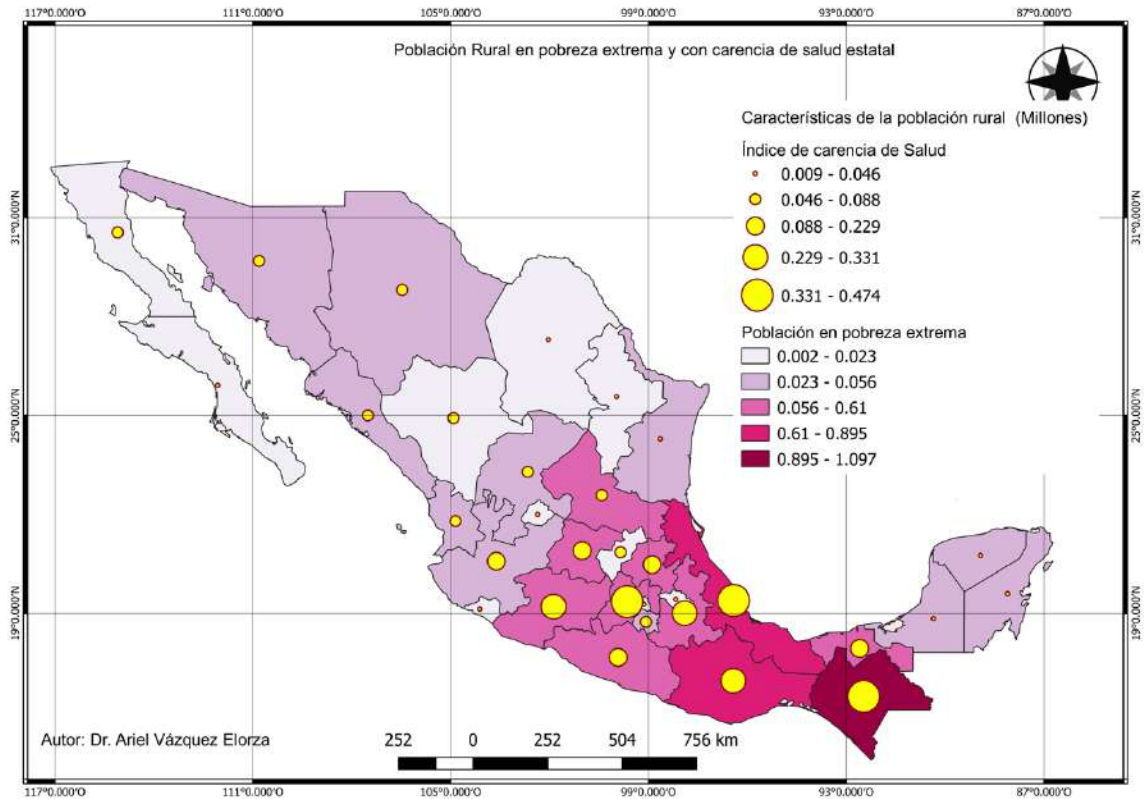 117°0.000'O 111°0.000'O 105°0.000'O 99°0.000'O 93°0.000'O 87°0.000'O
Población Rural en pobreza extrema y con carencia de salud estatal
Características de la población rural (Millones)
Índice de carencia de Salud
0.009 - 0.046
0.046 - 0.088
0.088 - 0.229
0.229 - 0.331
0.331 - 0.474
Población en pobreza extrema
0.002 - 0.023
0.023 - 0.056
0.056 - 0.61
0.61 - 0.895
0.895 - 1.097
31°0.000'N 31°0.000'N
25°0.000'N 25°0.000'N
19°0.000'N 19°0.000'N
Autor: Dr. Ariel Vázquez Elorza
252 0 252 504 756 km
117°0.000'O 111°0.000'O 105°0.000'O 99°0.000'O 93°0.000'O 87°0.000'O